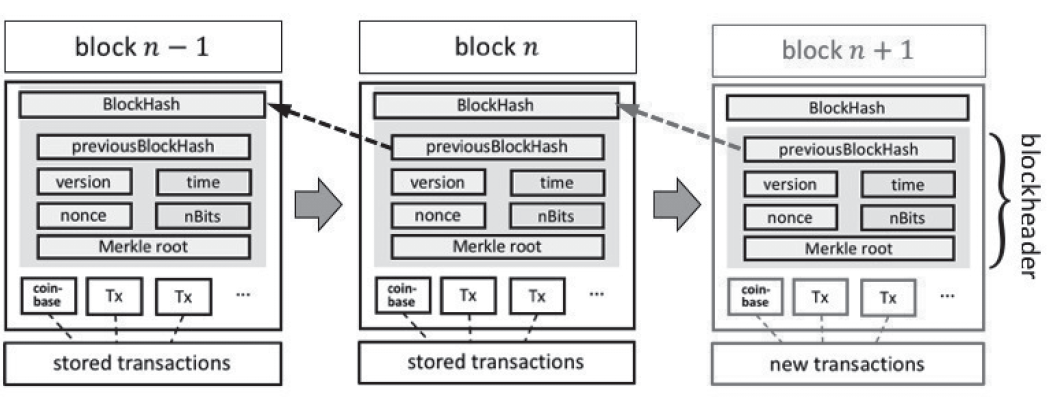 block n − 1
BlockHash
previousBlockHash
version
time
nonce
nBits
Merkle root
coin-
base
Tx
Tx
...
stored transactions
block n
BlockHash
previousBlockHash
version
time
nonce
nBits
Merkle root
coin-
base
Tx
Tx
...
stored transactions
block n + 1
BlockHash
previousBlockHash
version
time
nonce
nBits
Merkle root
coin-
base
Tx
Tx
...
new transactions
blockheader